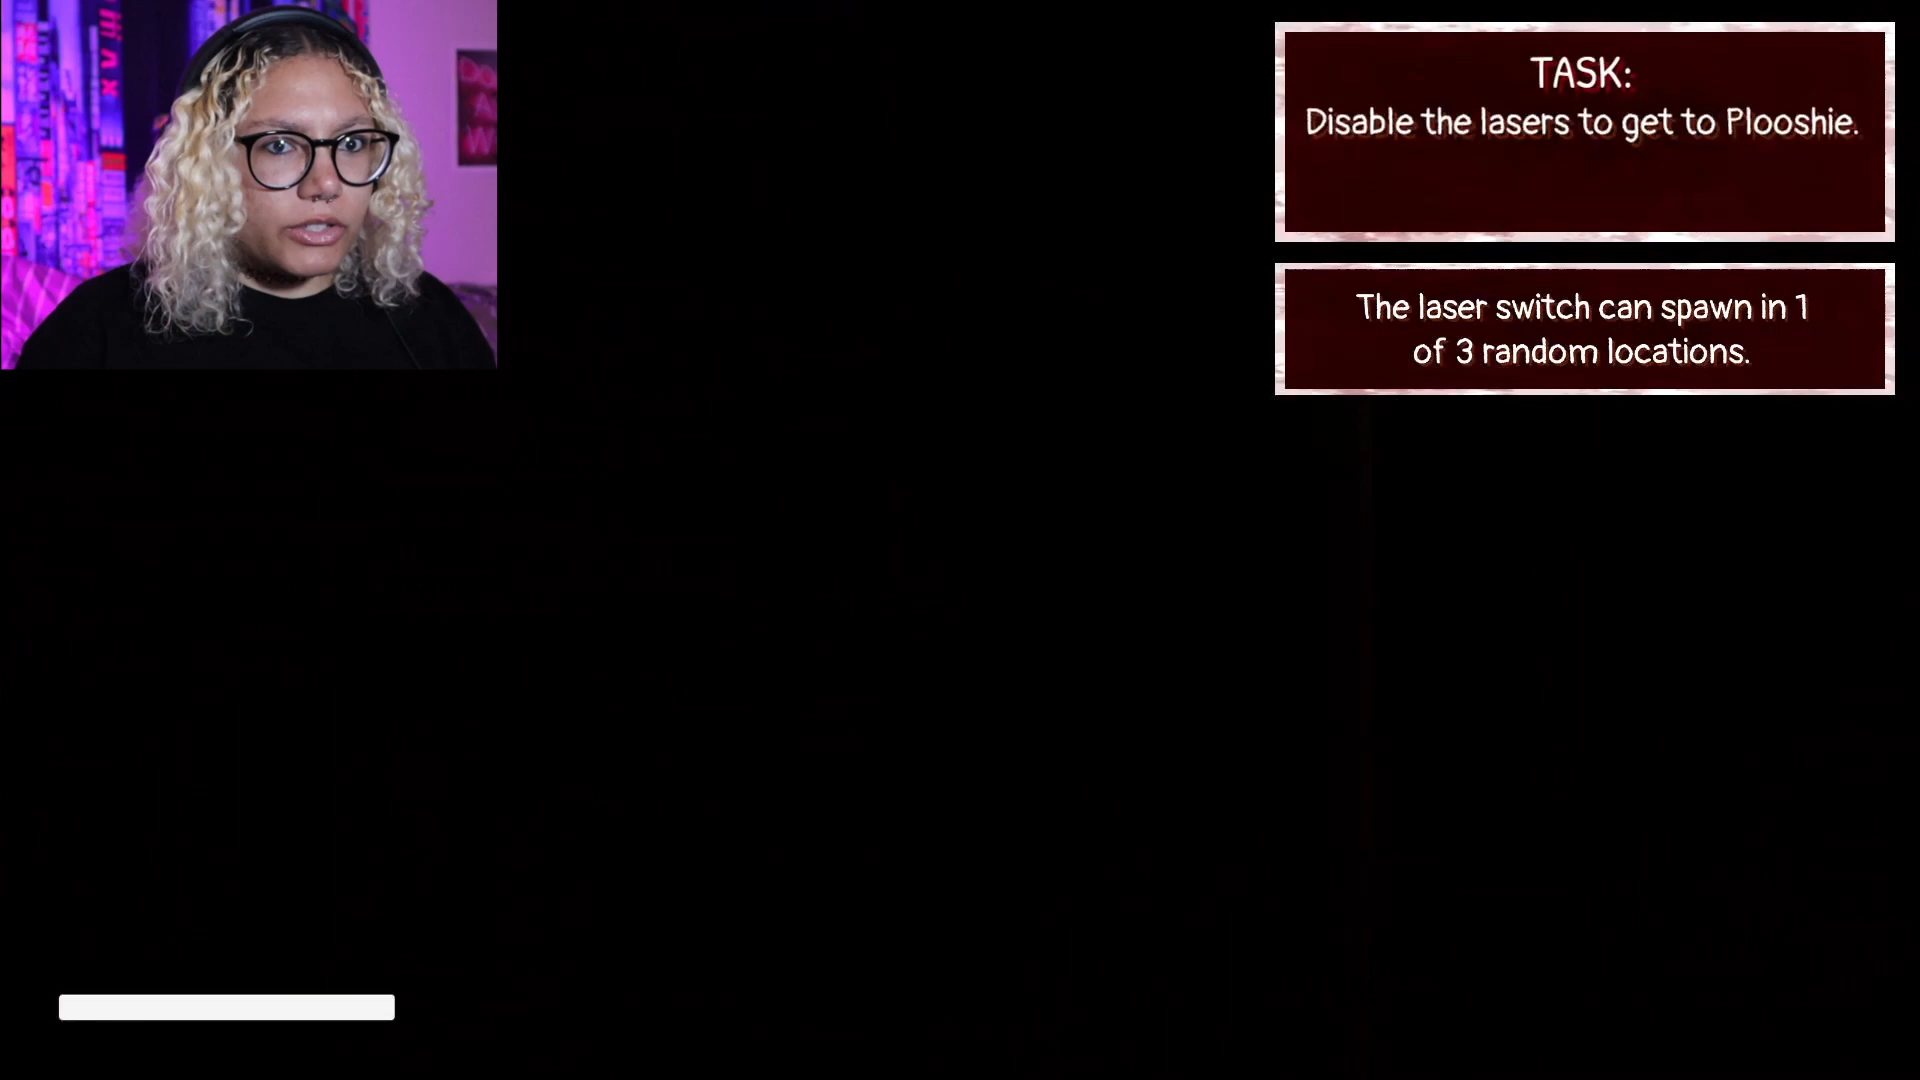 TASK:
Disable the lasers to get to Plooshie.
The laser switch can spawn in 1
of 3 random locations.